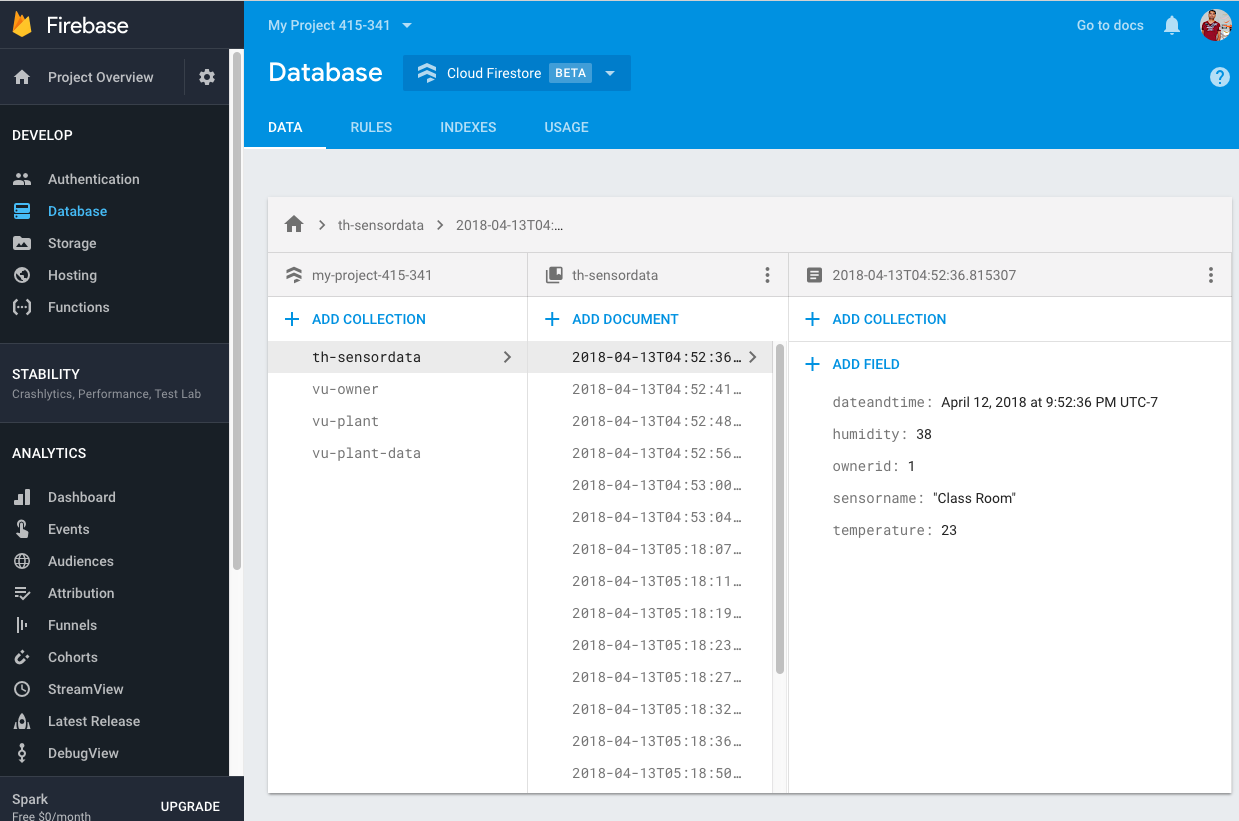 Firebase
Project Overview
DEVELOP
Authentication
Database
Storage
Hosting
Functions
STABILITY
Crashlytics, Performance, Test Lab
ANALYTICS
Dashboard
Events
Audiences
Attribution
Funnels
Cohorts
StreamView
Latest Release
DebugView
Spark
Free $0/month
UPGRADE
My Project 415-341
Go to docs
Database
Cloud Firestore BETA
?
DATA RULES INDEXES USAGE
th-sensordata 2018-04-13T04:...
my-project-415-341
ADD COLLECTION
th-sensordata
vu-owner
vu-plant
vu-plant-data
th-sensordata
ADD DOCUMENT
2018-04-13T04:52:36…
2018-04-13T04:52:41…
2018-04-13T04:52:48…
2018-04-13T04:52:56…
2018-04-13T04:53:00…
2018-04-13T04:53:04…
2018-04-13T05:18:07…
2018-04-13T05:18:11…
2018-04-13T05:18:19…
2018-04-13T05:18:23…
2018-04-13T05:18:27…
2018-04-13T05:18:32…
2018-04-13T05:18:36…
2018-04-13T05:18:50…
2018-04-13T04:52:36.815307
ADD COLLECTION
ADD FIELD
dateandtime: April 12, 2018 at 9:52:36 PM UTC-7
humidity: 38
ownerid: 1
sensorname: "Class Room"
temperature: 23